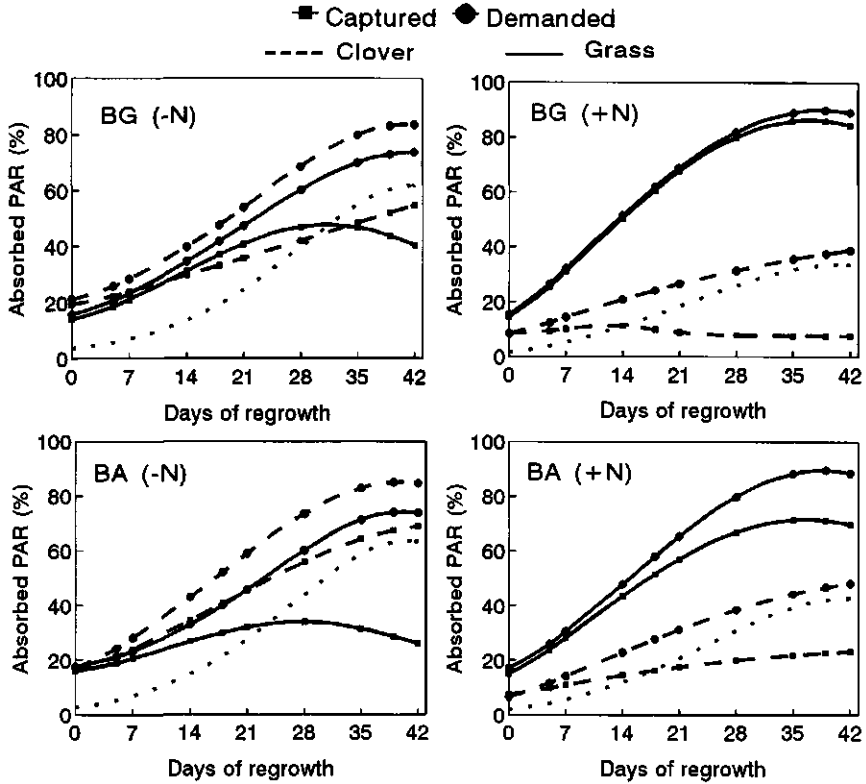 Captured Demanded
Clover Grass
BG (-N)
Absorbed PAR (%)
100
80
60
40
20
0
0 7 14 21 28 35 42
Days of regrowth
BG (+N)
Absorbed PAR (%)
100
80
60
40
20
0
0 7 14 21 28 35 42
Days of regrowth
BA (-N)
Absorbed PAR (%)
100
80
60
40
20
0
0 7 14 21 28 35 42
Days of regrowth
BA (+N)
Absorbed PAR (%)
100
80
60
40
20
0
0 7 14 21 28 35 42
Days of regrowth